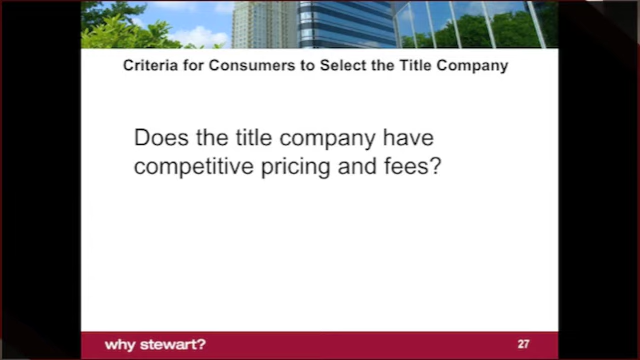 Criteria for Consumers to Select the Title Company
Does the title company have
competitive pricing and fees?
why stewart?
27